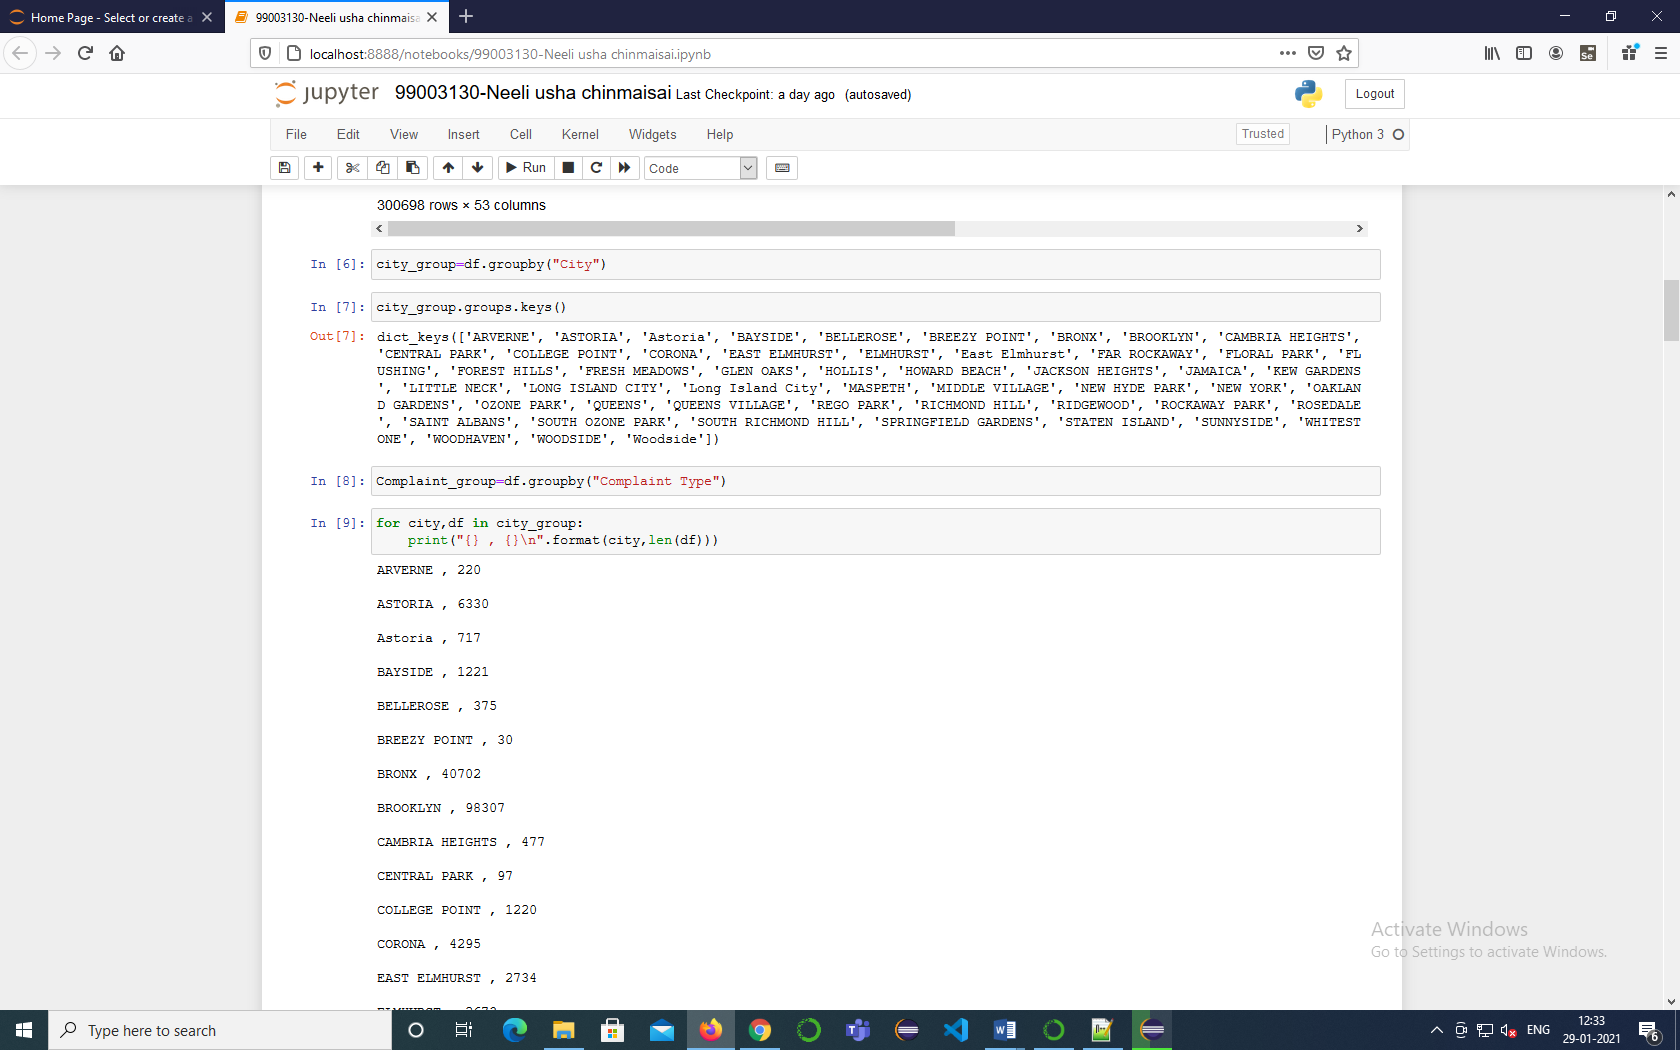 Home Page - Select or create a
99003130-Neeli usha chinmaisa
localhost:8888/notebooks/99003130-Neeli usha chinmaisai.ipynb
Se
jupyter 99003130-Neeli usha chinmaisai Last Checkpoint: a day ago (autosaved)
Logout
File Edit View Insert Cell Kernel Widgets Help
Trusted
Python 3
Run
Code
300698 rows × 53 columns
In [6]: city_group=df.groupby("City")
In [7]: city_group.groups.keys()
Out[7]: dict_keys(['ARVERNE', 'ASTORIA', 'Astoria', 'BAYSIDE', 'BELLEROSE', 'BREEZY POINT', 'BRONX', 'BROOKLYN', 'CAMBRIA HEIGHTS',
'CENTRAL PARK', 'COLLEGE POINT', 'CORONA', 'EAST ELMHURST', 'ELMHURST', 'East Elmhurst', 'FAR ROCKAWAY', 'FLORAL PARK', 'FL
USHING', 'FOREST HILLS', 'FRESH MEADOWS', 'GLEN OAKS', 'HOLLIS', 'HOWARD BEACH', 'JACKSON HEIGHTS', 'JAMAICA', 'KEW GARDENS
', 'LITTLE NECK', 'LONG ISLAND CITY', 'Long Island City', 'MASPETH', 'MIDDLE VILLAGE', 'NEW HYDE PARK', 'NEW YORK', 'OAKLAN
D GARDENS', 'OZONE PARK', 'QUEENS', 'QUEENS VILLAGE', 'REGO PARK', 'RICHMOND HILL', 'RIDGEWOOD', 'ROCKAWAY PARK', 'ROSEDALE
', 'SAINT ALBANS', 'SOUTH OZONE PARK', 'SOUTH RICHMOND HILL', 'SPRINGFIELD GARDENS', 'STATEN ISLAND', 'SUNNYSIDE', 'WHITEST
ONE', 'WOODHAVEN', 'WOODSIDE', 'Woodside'])
In [8]: Complaint_group=df.groupby("Complaint Type")
In [9]: for city,df in city_group:
print("{} , {}\n".format(city,len(df)))
ARVERNE , 220
ASTORIA , 6330
Astoria , 717
BAYSIDE , 1221
BELLEROSE , 375
BREEZY POINT , 30
BRONX , 40702
BROOKLYN , 98307
CAMBRIA HEIGHTS , 477
CENTRAL PARK , 97
COLLEGE POINT , 1220
CORONA , 4295
EAST ELMHURST , 2734
Activate Windows
Go to Settings to activate Windows.
Type here to search
ENG
12:33
29-01-2021
6